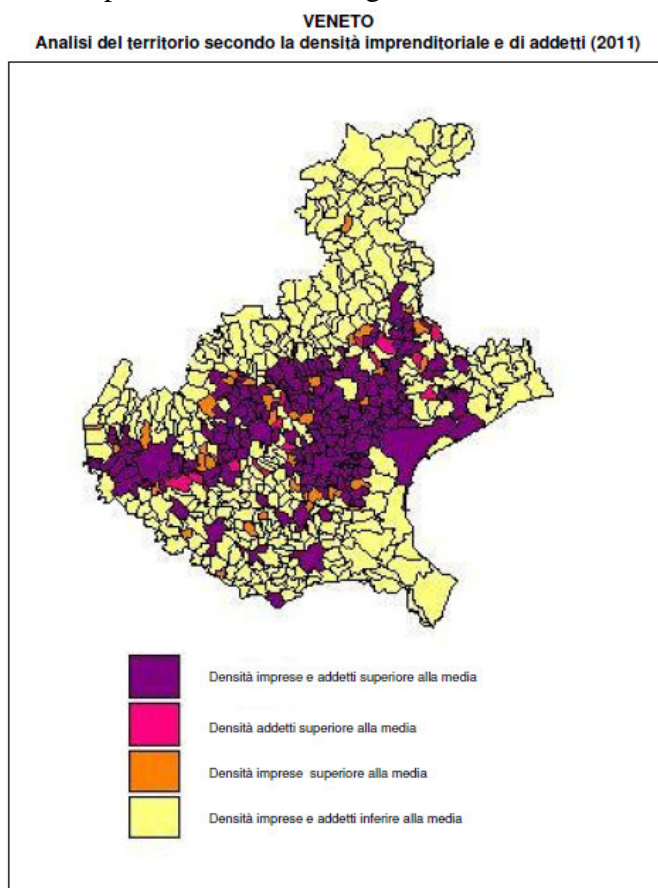 VENETO
Analisi del territorio secondo la densità imprenditoriale e di addetti (2011)
Densità imprese e addetti superiore alla media
Densità addetti superiore alla media
Densità imprese superiore alla media
Densità imprese e addetti inferire alla media